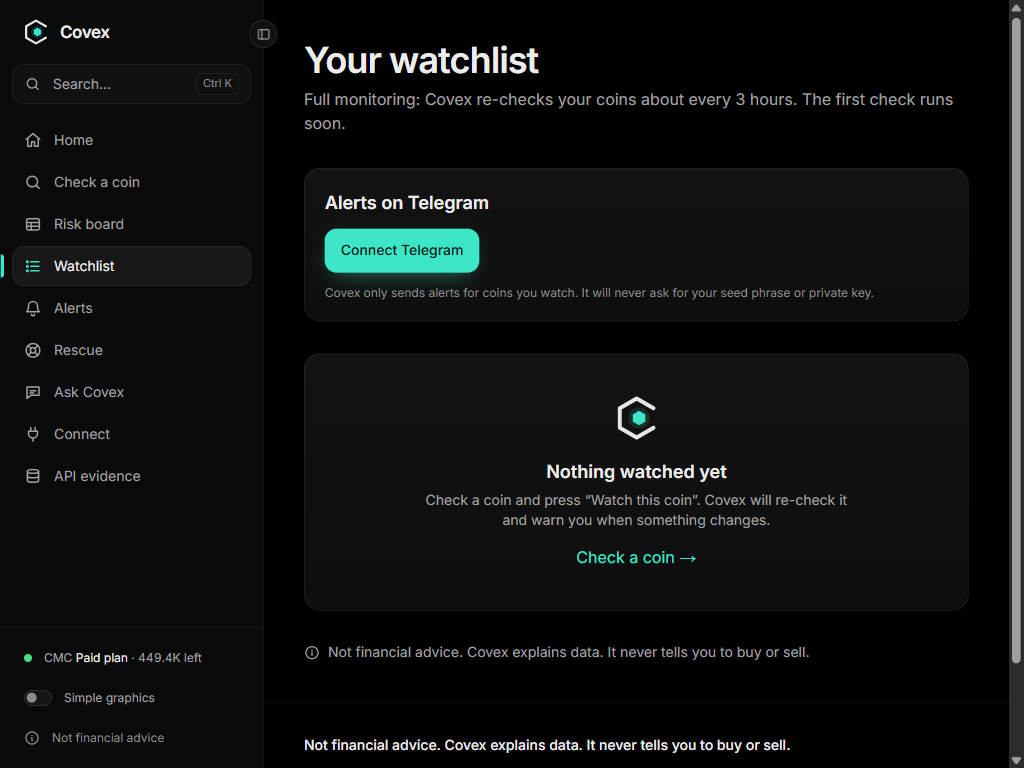 Covex
Search...
Ctrl K
Home
Check a coin
Risk board
Watchlist
Alerts
Rescue
Ask Covex
Connect
API evidence
CMC Paid plan · 449.4K left
Simple graphics
Not financial advice
Your watchlist
Full monitoring: Covex re-checks your coins about every 3 hours. The first check runs
soon.
Alerts on Telegram
Connect Telegram
Covex only sends alerts for coins you watch. It will never ask for your seed phrase or private key.
Nothing watched yet
Check a coin and press “Watch this coin”. Covex will re-check it
and warn you when something changes.
Check a coin →
Not financial advice. Covex explains data. It never tells you to buy or sell.
Not financial advice. Covex explains data. It never tells you to buy or sell.